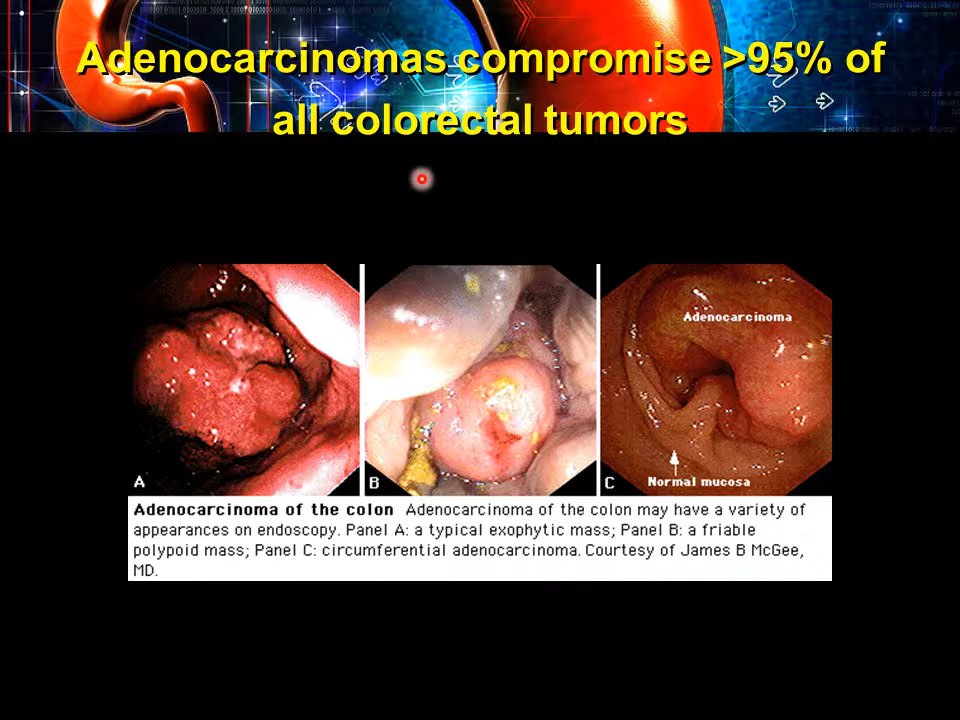 Adenocarcinomas compromise >95% of
all colorectal tumors
Adenocarcinoma
A
B
C
Normal mucosa
Adenocarcinoma of the colon Adenocarcinoma of the colon may have a variety of
appearances on endoscopy. Panel A: a typical exophytic mass; Panel B: a friable
polypoid mass; Panel C: circumferential adenocarcinoma. Courtesy of James B McGee,
MD.